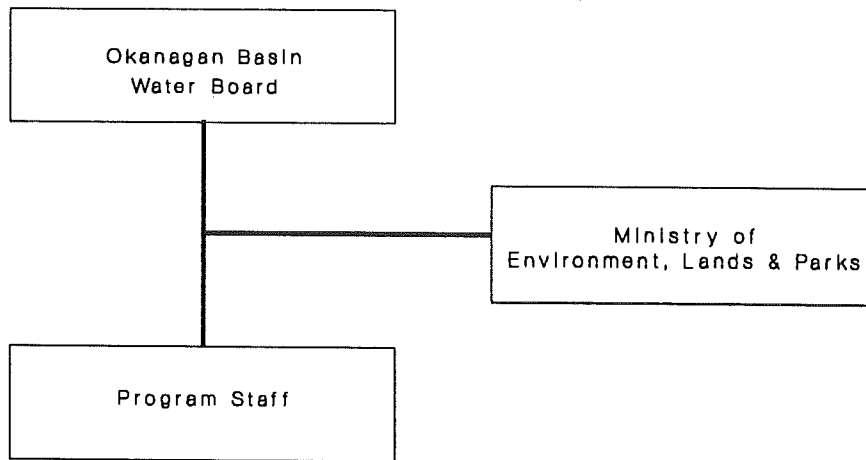 Okanagan Basin
Water Board
Ministry of
Environment, Lands & Parks
Program Staff